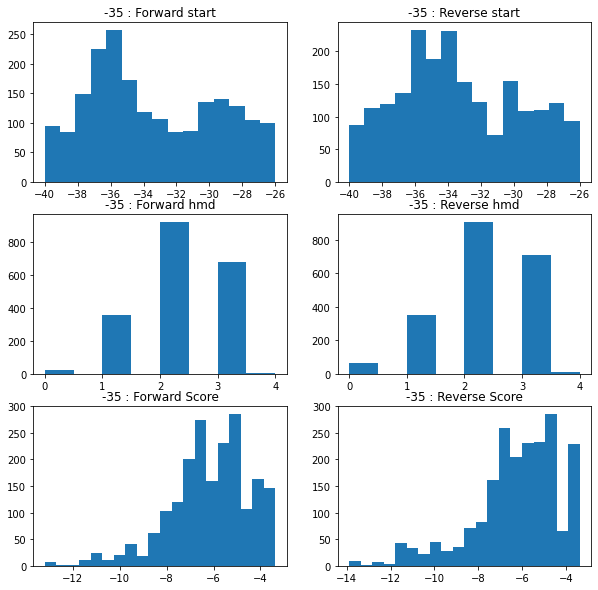 -35 : Forward start
-35 : Reverse start
250
200
150
100
50
0
−40 −38 −36 −34 −32 −30 −28 −26
200
150
100
50
0
−40 −38 −36 −34 −32 −30 −28 −26
-35 : Forward hmd
-35 : Reverse hmd
800
600
400
200
0
0 1 2 3 4
800
600
400
200
0
0 1 2 3 4
-35 : Forward Score
-35 : Reverse Score
300
250
200
150
100
50
0
−12 −10 −8 −6 −4
300
250
200
150
100
50
0
−14 −12 −10 −8 −6 −4